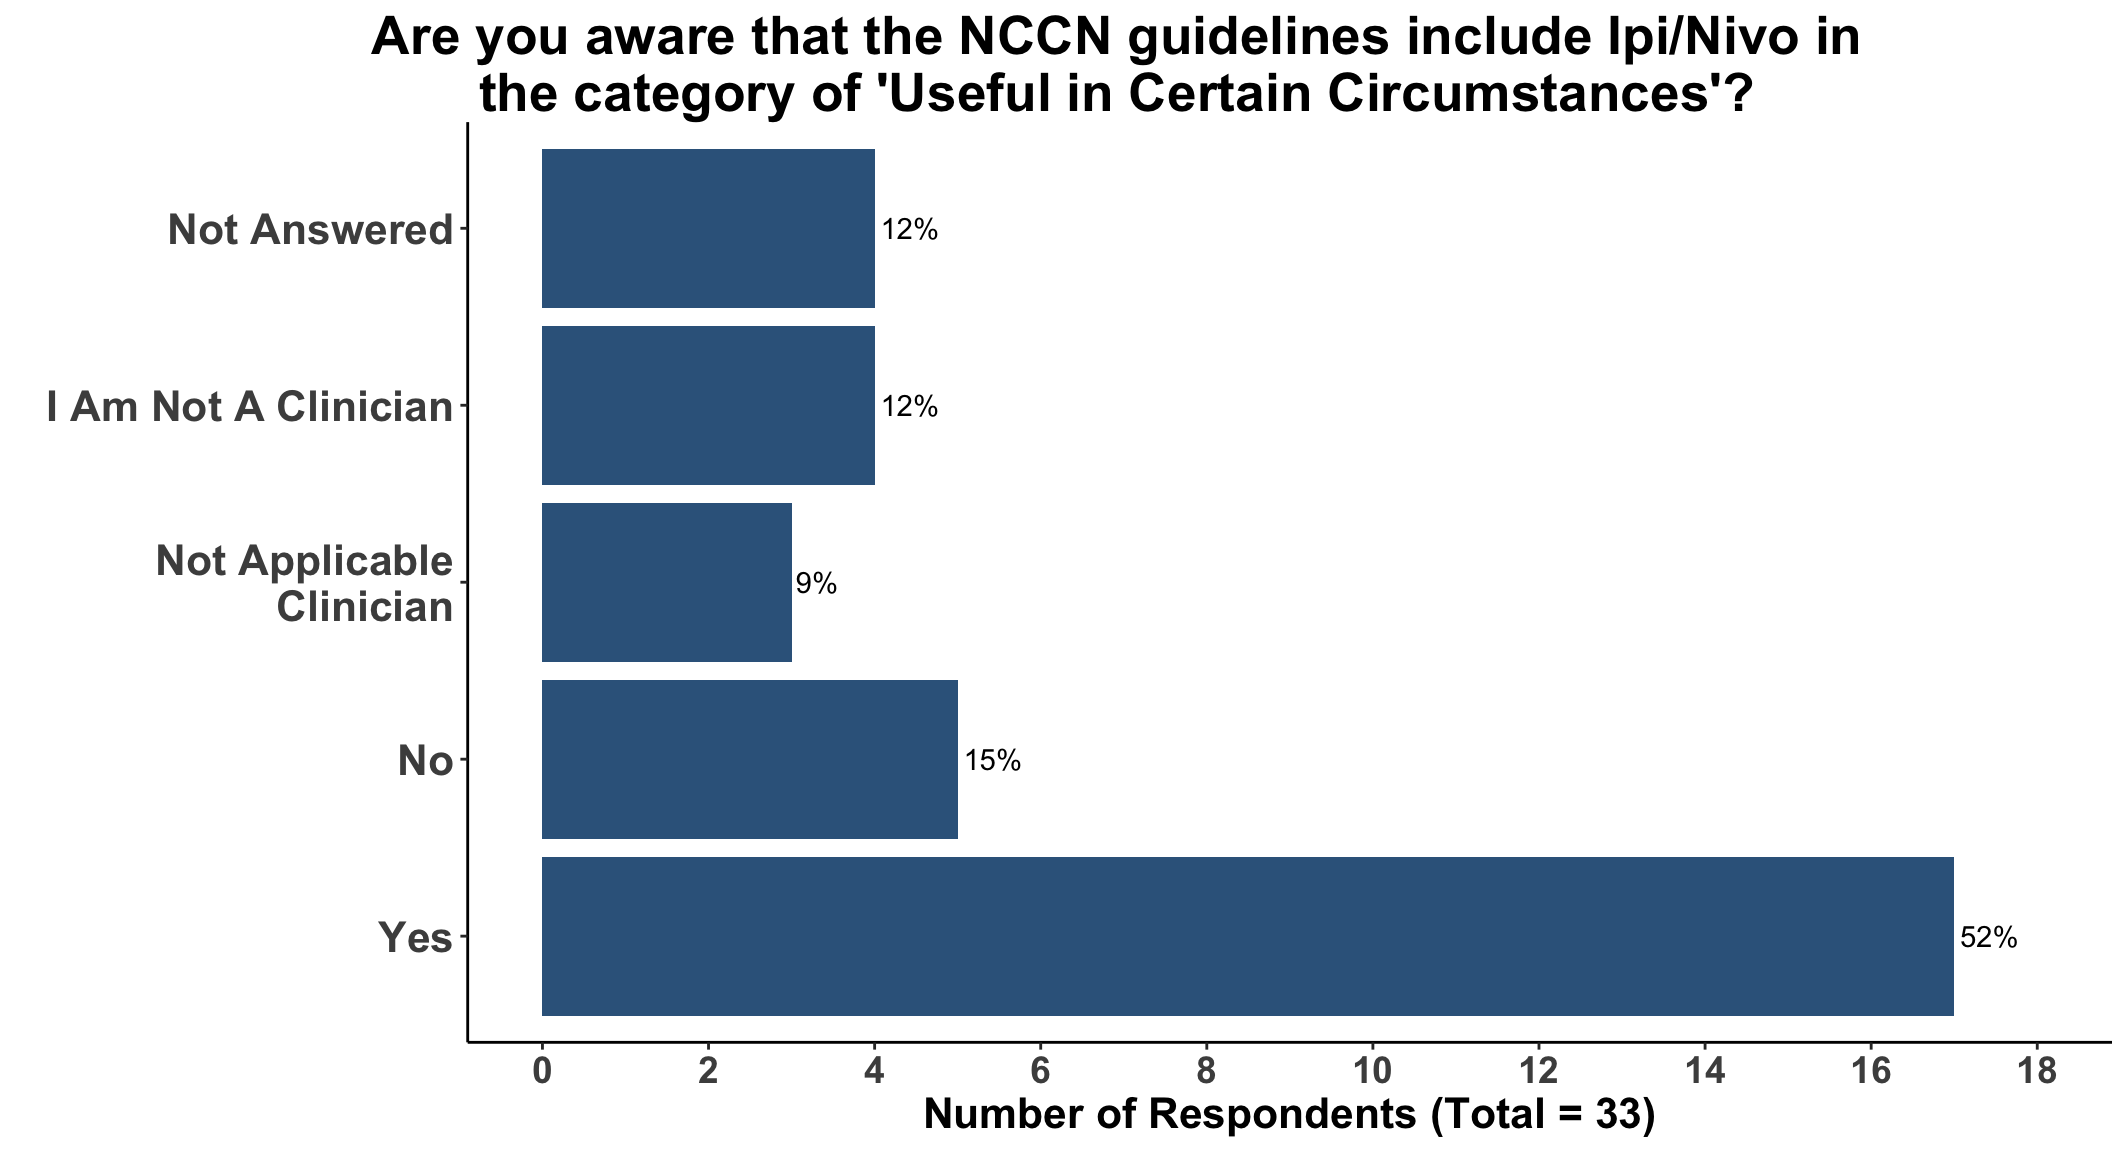 Are you aware that the NCCN guidelines include Ipi/Nivo in
the category of 'Useful in Certain Circumstances'?
Not Answered
12%
I Am Not A Clinician
12%
Not Applicable
Clinician
9%
No
15%
Yes
52%
0 2 4 6 8 10 12 14 16 18
Number of Respondents (Total = 33)